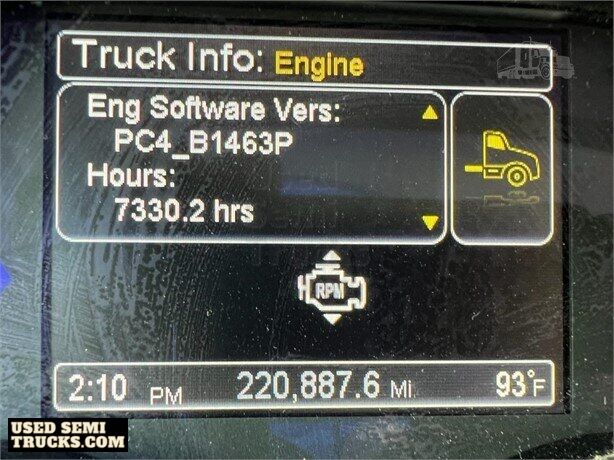 Truck Info: Engine
Eng Software Vers:
PC4_B1463P
Hours:
7330.2 hrs
RPM
2:10 PM 220,887.6 Mi. 93°F
USED SEMI
TRUCKS.COM